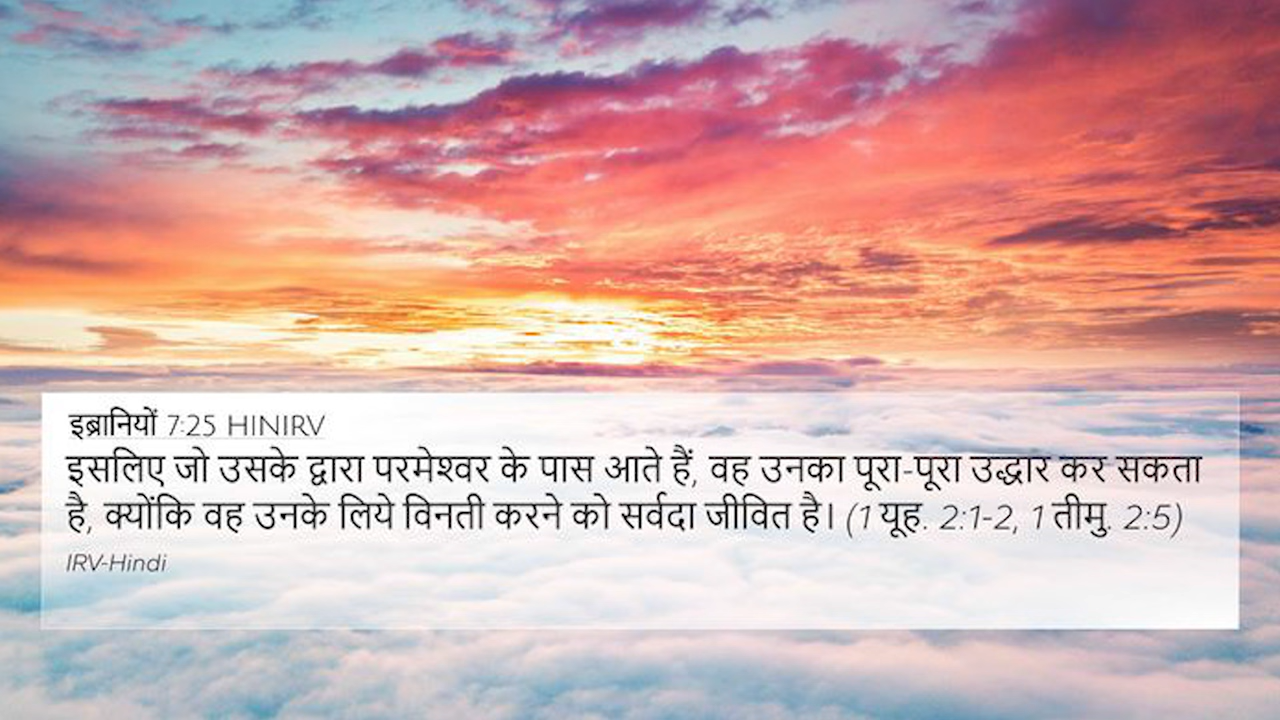 इब्रानियों 7:25 HINIRV
इसलिए जो उसके द्वारा परमेश्वर के पास आते हैं, वह उनका पूरा-पूरा उद्धार कर सकता
है, क्योंकि वह उनके लिये विनती करने को सर्वदा जीवित है। (1 यूह. 2:1-2, 1 तीमु. 2:5)
IRV-Hindi